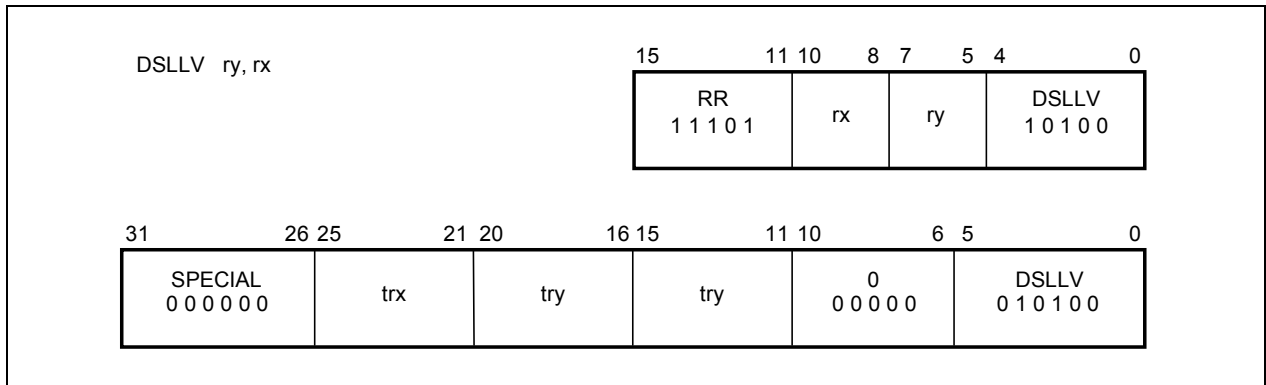 DSLLV ry, rx
15 11 10 8 7 5 4 0
RR rx ry DSLLV
1 1 1 0 1 1 0 1 0 0
31 26 25 21 20 16 15 11 10 6 5 0
SPECIAL trx try try 0 DSLLV
0 0 0 0 0 0 0 0 0 0 0 0 1 0 1 0 0